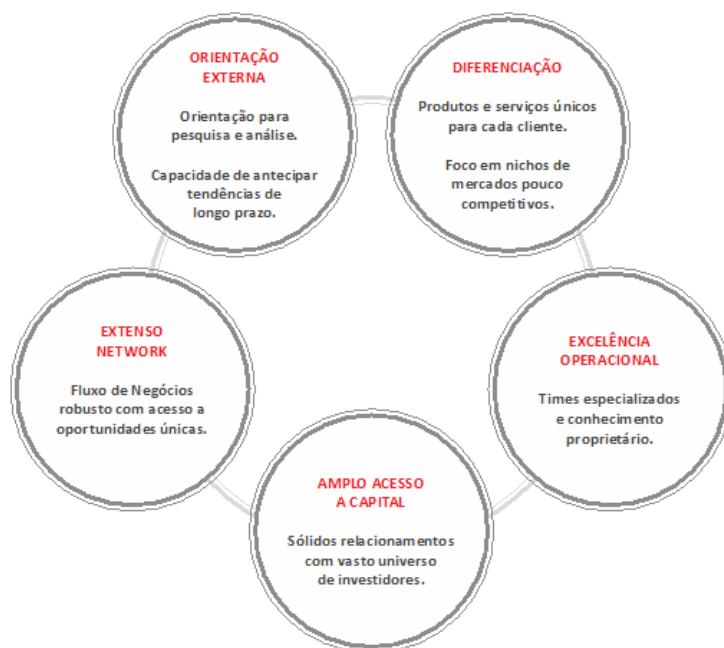 ORIENTAÇÃO
EXTERNA
Orientação para
pesquisa e análise.
Capacidade de antecipar
tendências de
longo prazo.
DIFERENCIAÇÃO
Produtos e serviços únicos
para cada cliente.
Foco em nichos de
mercados pouco
competitivos.
EXCELÊNCIA
OPERACIONAL
Times especializados
e conhecimento
proprietário.
AMPLO ACESSO
A CAPITAL
Sólidos relacionamentos
com vasto universo
de investidores.
EXTENSO
NETWORK
Fluxo de Negócios
robusto com acesso a
oportunidades únicas.